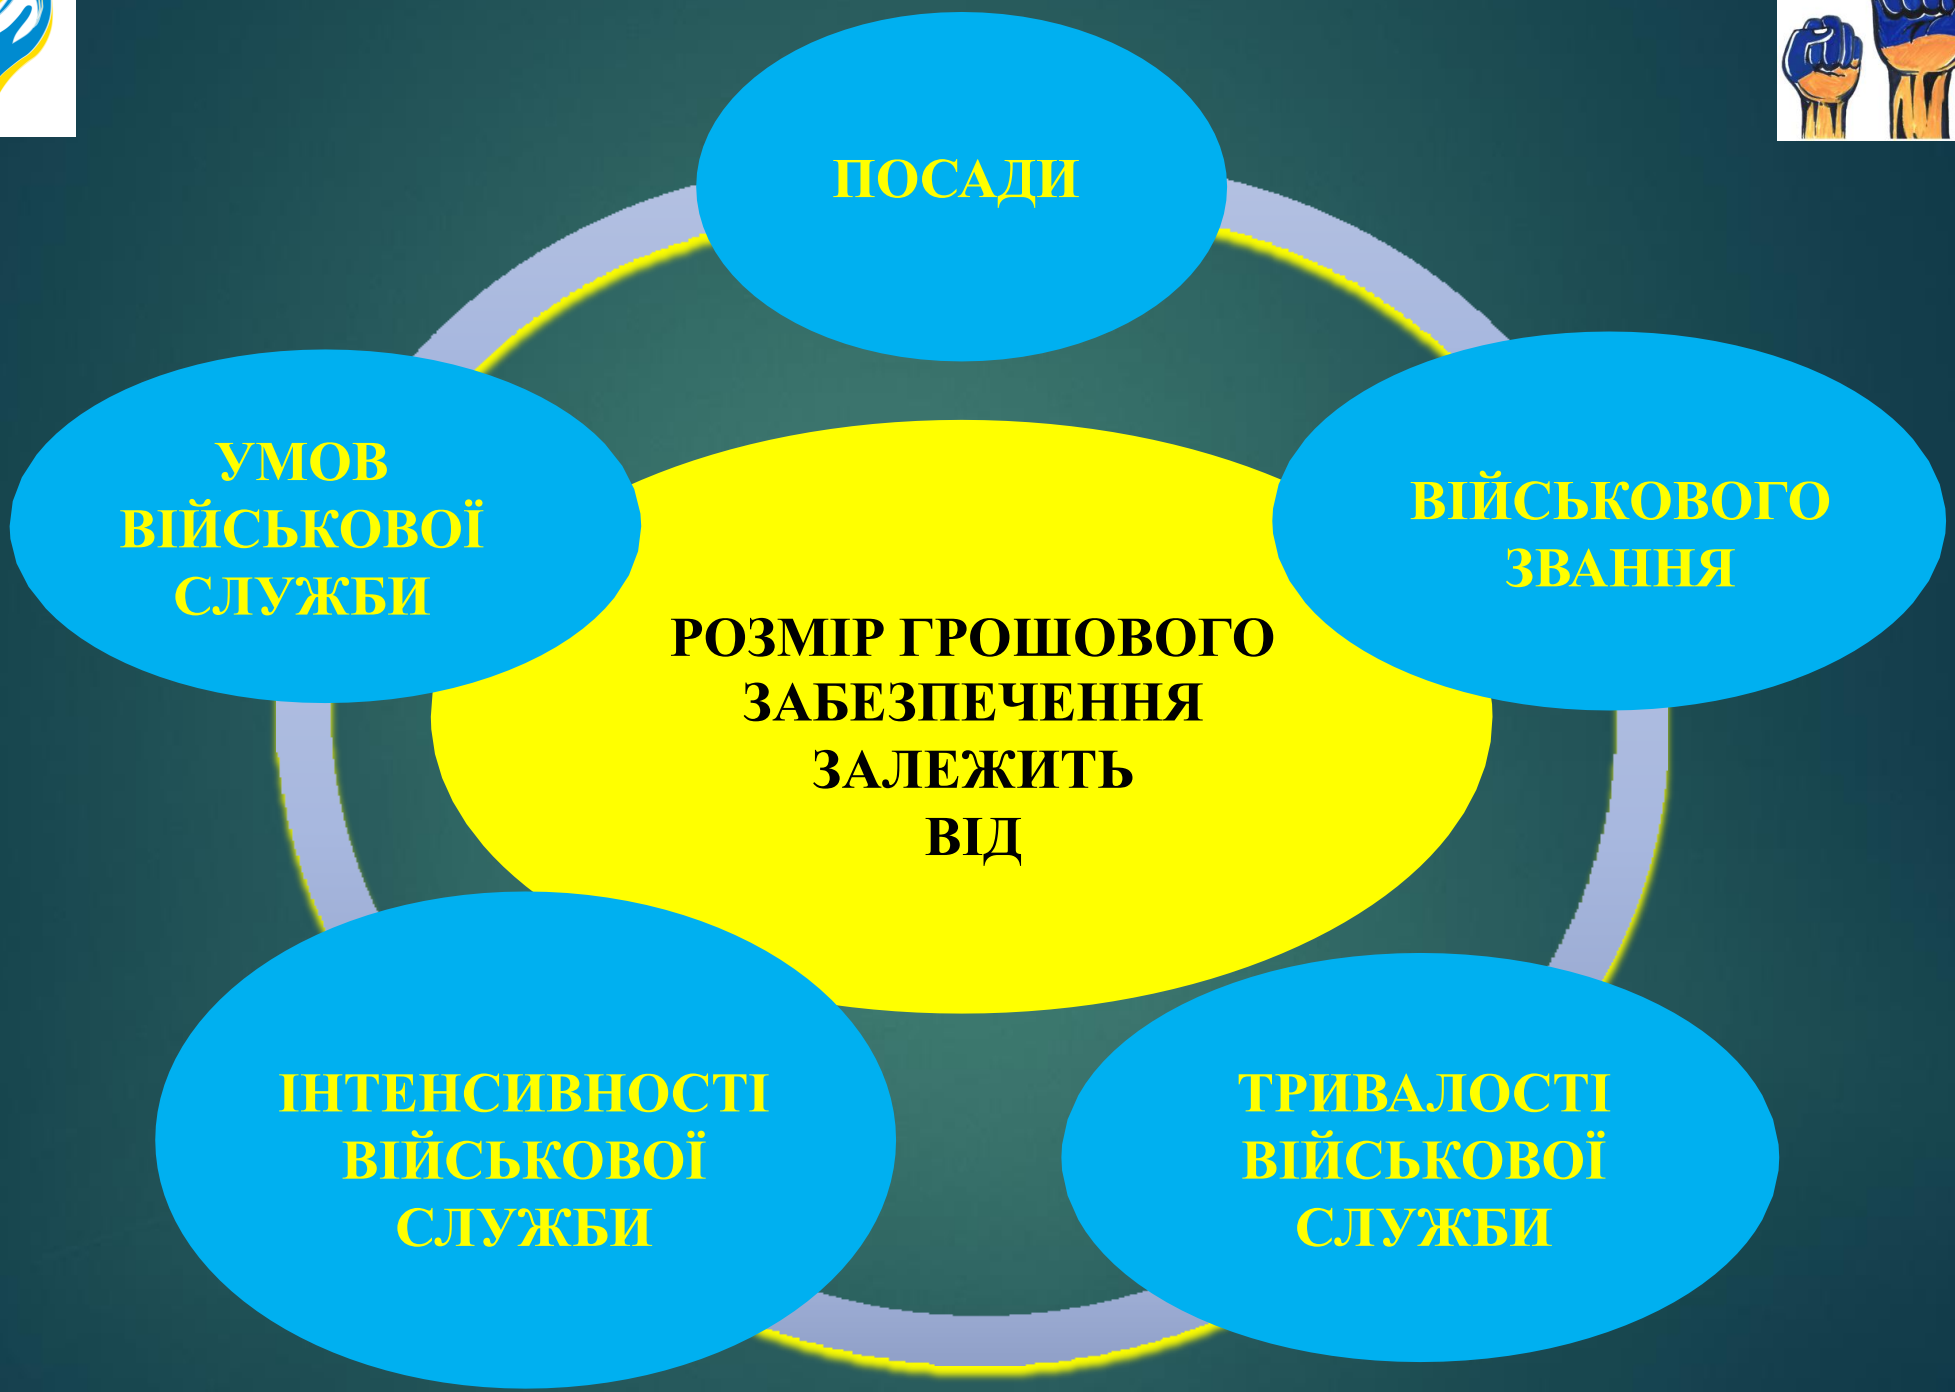 ПОСАДИ
УМОВ
ВІЙСЬКОВОЇ
СЛУЖБИ
ВІЙСЬКОВОГО
ЗВАННЯ
РОЗМІР ГРОШОВОГО
ЗАБЕЗПЕЧЕННЯ
ЗАЛЕЖИТЬ
ВІД
ІНТЕНСИВНОСТІ
ВІЙСЬКОВОЇ
СЛУЖБИ
ТРИВАЛОСТІ
ВІЙСЬКОВОЇ
СЛУЖБИ